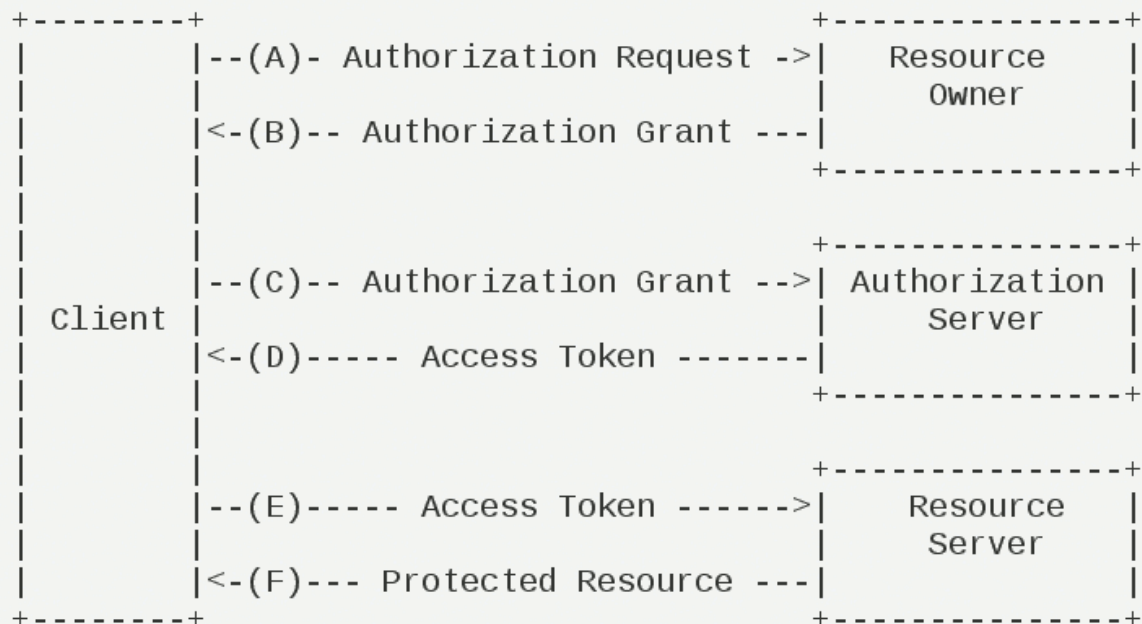 +--------+                               +---------------+
|        |--(A)- Authorization Request ->|   Resource    |
|        |                               |     Owner     |
|        |<-(B)-- Authorization Grant ---|               |
|        |                               +---------------+
|        |
|        |                               +---------------+
|        |--(C)-- Authorization Grant -->| Authorization |
| Client |                               |     Server    |
|        |<-(D)----- Access Token -------|               |
|        |                               +---------------+
|        |
|        |                               +---------------+
|        |--(E)----- Access Token ------>|    Resource   |
|        |                               |     Server    |
|        |<-(F)--- Protected Resource ---|               |
+--------+                               +---------------+